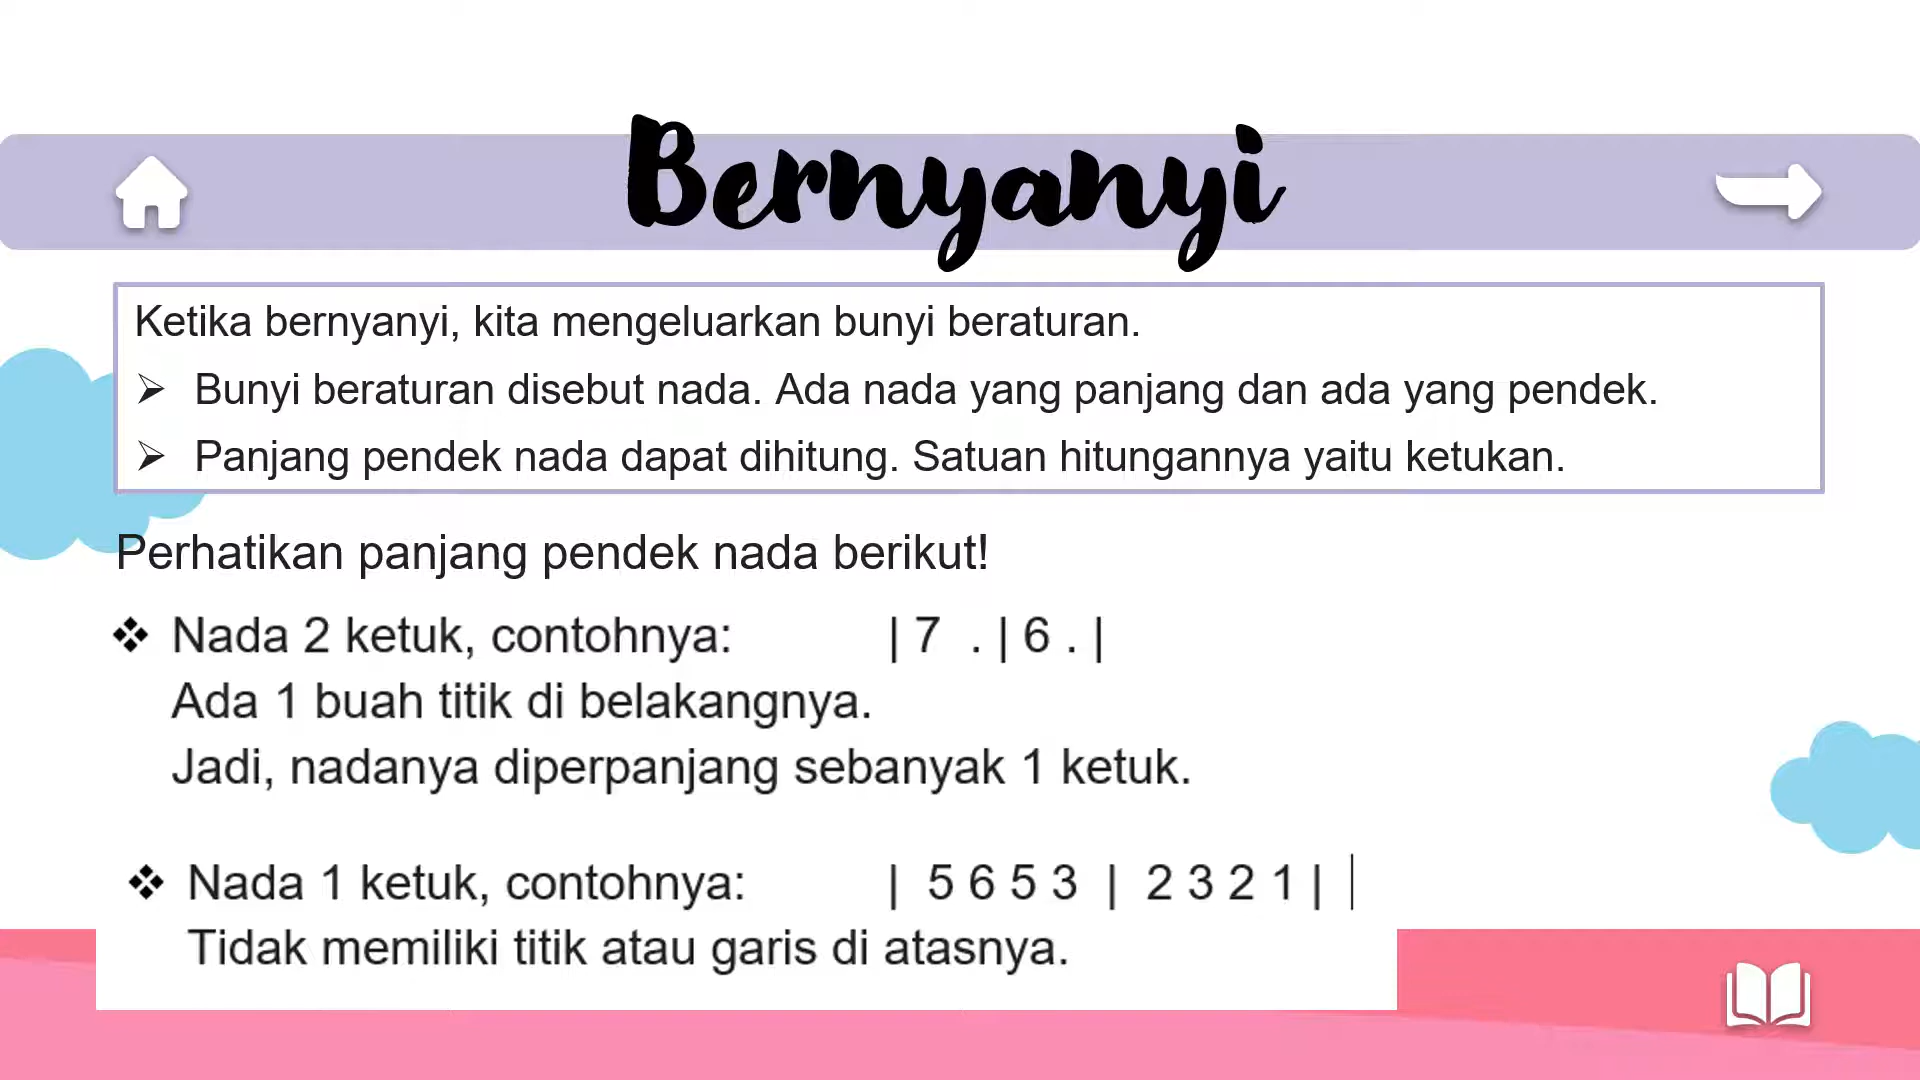 Bernyanyi
Ketika bernyanyi, kita mengeluarkan bunyi beraturan.
➢ Bunyi beraturan disebut nada. Ada nada yang panjang dan ada yang pendek.
➢ Panjang pendek nada dapat dihitung. Satuan hitungannya yaitu ketukan.
Perhatikan panjang pendek nada berikut!
❖ Nada 2 ketuk, contohnya: | 7 . | 6 . |
Ada 1 buah titik di belakangnya.
Jadi, nadanya diperpanjang sebanyak 1 ketuk.
❖ Nada 1 ketuk, contohnya: | 5 6 5 3 | 2 3 2 1 | |
Tidak memiliki titik atau garis di atasnya.